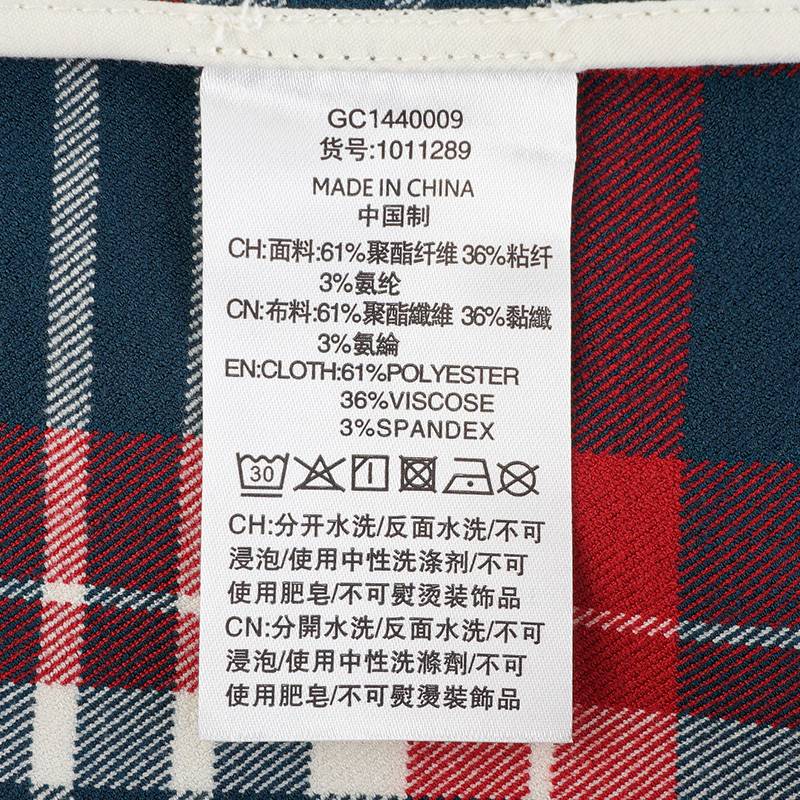 GC1440009
货号:1011289
MADE IN CHINA
中国制
CH:面料:61%聚酯纤维 36%粘纤
3%氨纶
CN:布料:61%聚酯纖維 36%黏纖
3%氨綸
EN:CLOTH:61%POLYESTER
36%VISCOSE
3%SPANDEX
30
CH:分开水洗/反面水洗/不可
浸泡/使用中性洗涤剂/不可
使用肥皂/不可熨烫装饰品
CN:分開水洗/反面水洗/不可
浸泡/使用中性洗滌劑/不可
使用肥皂/不可熨燙裝飾品